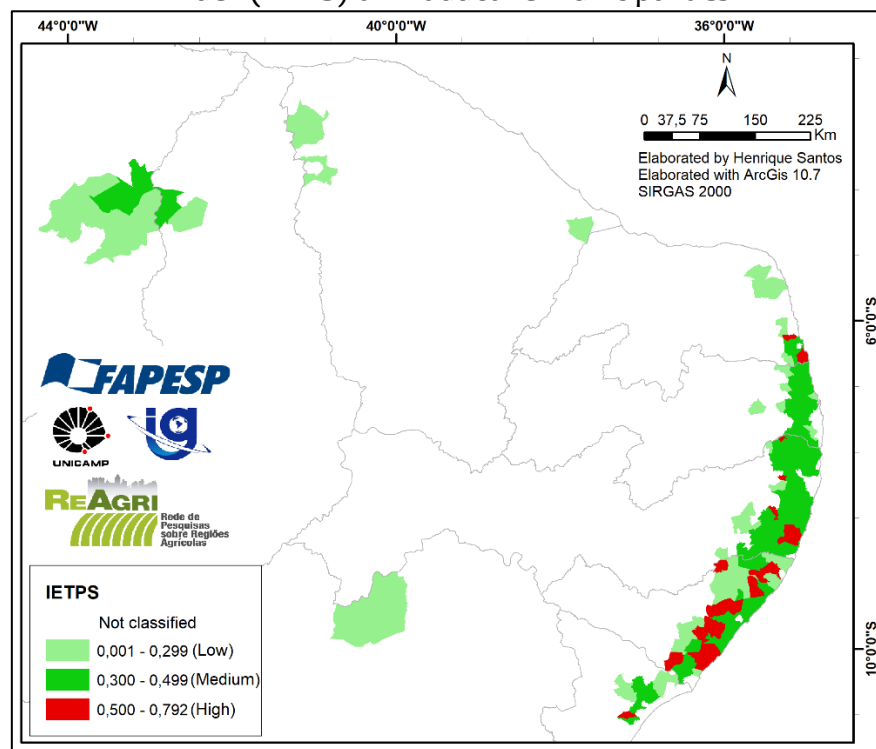 44°0'0"W
40°0'0"W
36°0'0"W
N
0 37,5 75 150 225
Km
Elaborated by Henrique Santos
Elaborated with ArcGis 10.7
SIRGAS 2000
6°0'0"S
10°0'0"S
FAPESP
UNICAMP
ig
REAGRI
Rede de
Pesquisas
sobre Regiões
Agrícolas
IETPS
Not classified
0,001 - 0,299 (Low)
0,300 - 0,499 (Medium)
0,500 - 0,792 (High)